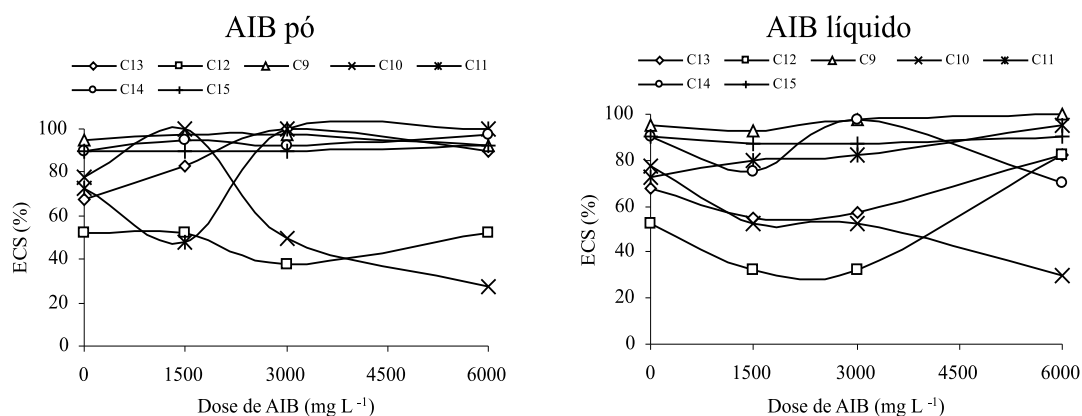 AIB pó
C13 C12 C9 C10 C11
C14 C15
100
80
60
40
20
0
ECS (%)
0 1500 3000 4500 6000
Dose de AIB (mg L -1)
AIB líquido
C13 C12 C9 C10 C11
C14 C15
100
80
60
40
20
0
ECS (%)
0 1500 3000 4500 6000
Dose de AIB (mg L -1)